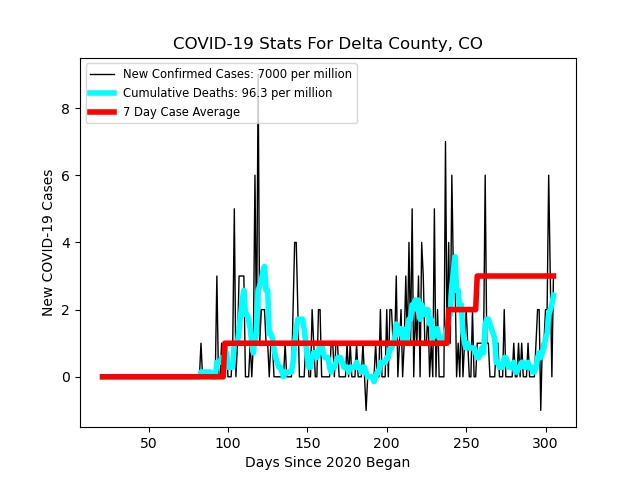 COVID-19 Stats For Delta County, CO
New Confirmed Cases: 7000 per million
Cumulative Deaths: 96.3 per million
7 Day Case Average
New COVID-19 Cases
8
6
4
2
0
50 100 150 200 250 300
Days Since 2020 Began